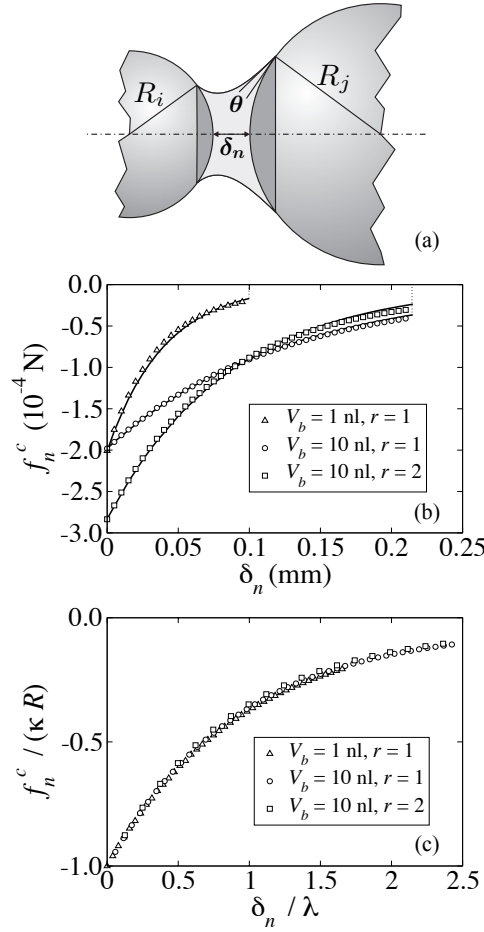 R_i
R_j
θ
δ_n
(a)
0.0
-0.5
-1.0
-1.5
-2.0
-2.5
-3.0
f_n^c (10^-4 N)
V_b = 1 nl, r = 1
V_b = 10 nl, r = 1
V_b = 10 nl, r = 2
(b)
0 0.05 0.1 0.15 0.2 0.25
δ_n (mm)
0.0
-0.5
-1.0
f_n^c / (κ R)
V_b = 1 nl, r = 1
V_b = 10 nl, r = 1
V_b = 10 nl, r = 2
(c)
0 0.5 1 1.5 2 2.5
δ_n / λ